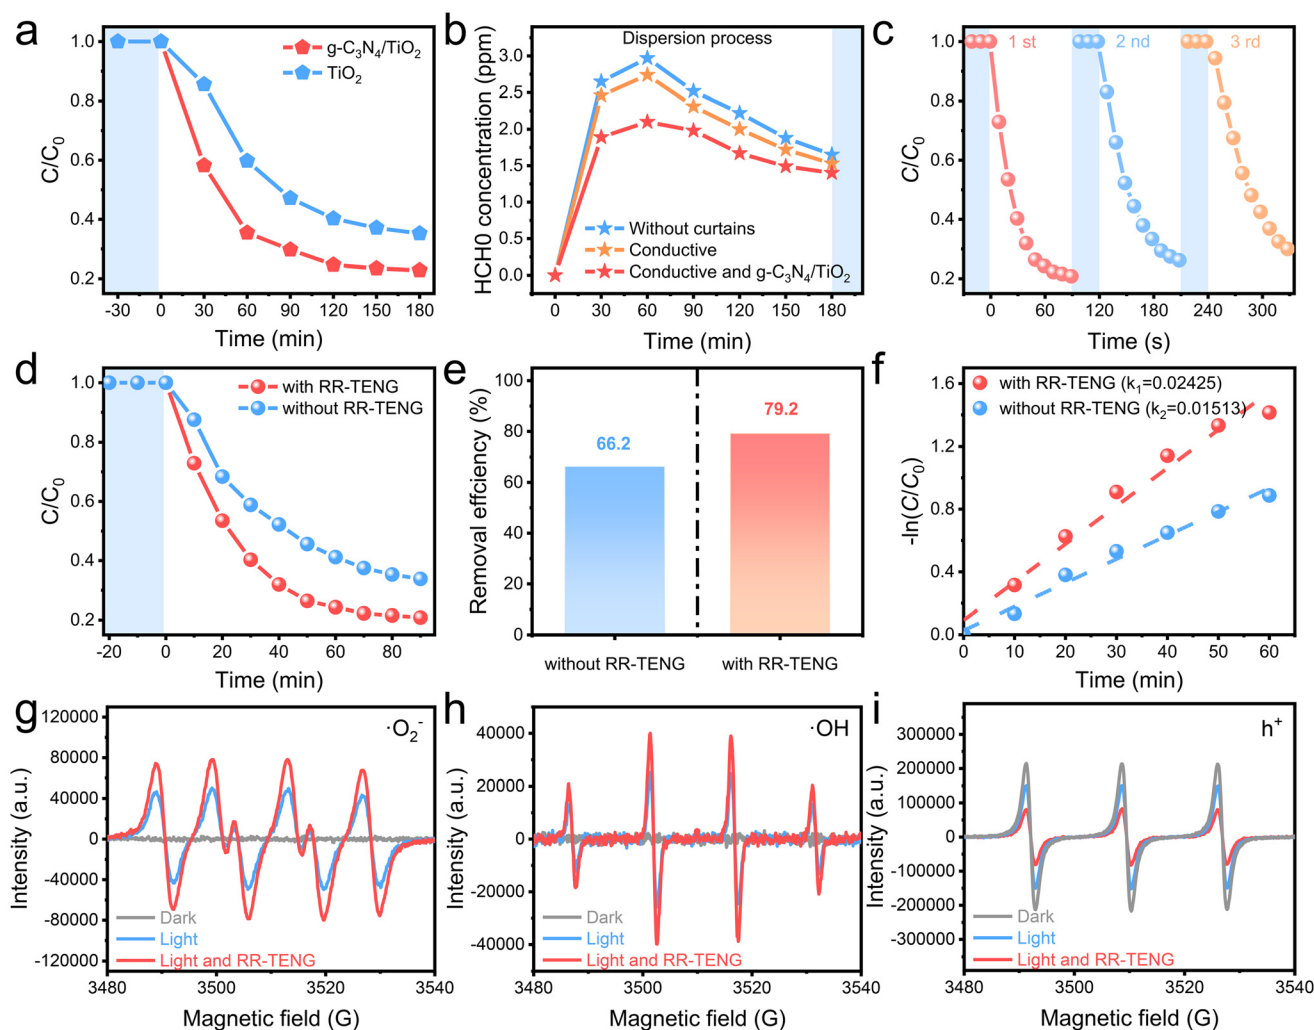 a
C/C0
1.0
0.8
0.6
0.4
0.2
g-C3N4/TiO2
TiO2
-30 0 30 60 90 120 150 180
Time (min)
b
HCH0 concentration (ppm)
3.5
3.0
2.5
2.0
1.5
1.0
0.5
0.0
Dispersion process
Without curtains
Conductive
Conductive and g-C3N4/TiO2
0 30 60 90 120 150 180
Time (min)
c
C/C0
1.0
0.8
0.6
0.4
0.2
1 st
2 nd
3 rd
0 60 120 180 240 300
Time (s)
d
C/C0
1.0
0.8
0.6
0.4
0.2
with RR-TENG
without RR-TENG
-20 0 20 40 60 80
Time (min)
e
Removal effciency (%)
100
80
60
40
20
0
66.2
79.2
without RR-TENG
with RR-TENG
f
-ln(C/C0)
1.6
1.2
0.8
0.4
0.0
with RR-TENG (k1=0.02425)
without RR-TENG (k2=0.01513)
0 10 20 30 40 50 60
Time (min)
g
Intensity (a.u.)
120000
80000
40000
0
-40000
-80000
-120000
·O2-
Dark
Light
Light and RR-TENG
3480 3500 3520 3540
Magnetic field (G)
h
Intensity (a.u.)
40000
20000
0
-20000
-40000
·OH
Dark
Light
Light and RR-TENG
3480 3500 3520 3540
Magnetic field (G)
i
Intensity (a.u.)
300000
200000
100000
0
-100000
-200000
-300000
h+
Dark
Light
Light and RR-TENG
3480 3500 3520 3540
Magnetic field (G)